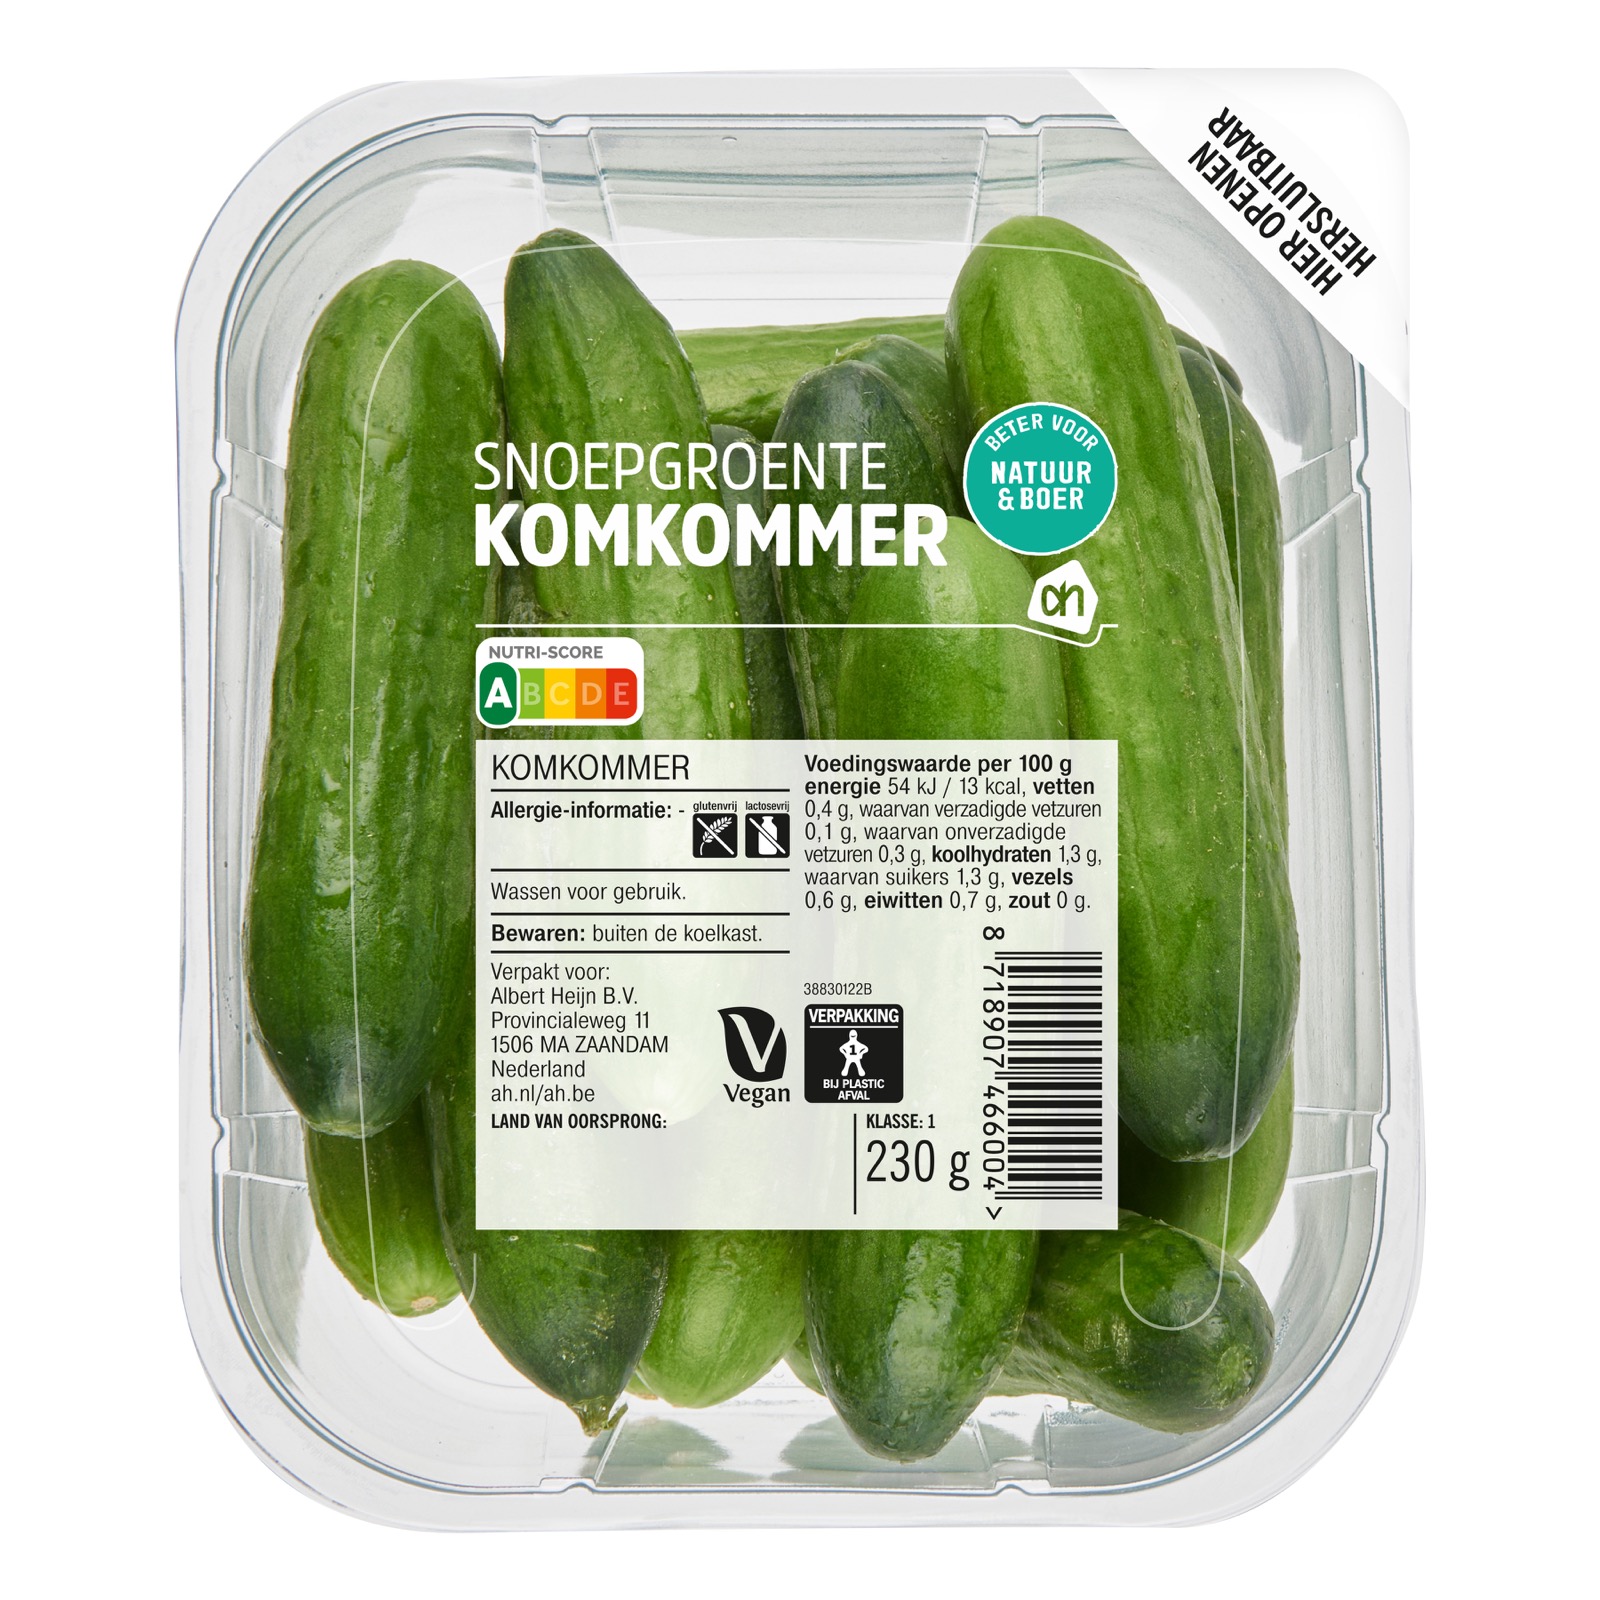 HIER OPENEN
HERSLUITBAAR
BETER VOOR
NATUUR
& BOER
SNOEPGROENTE
KOMKOMMER
ah
NUTRI-SCORE
A B C D E
KOMKOMMER
Allergie-informatie: -
glutenvrij lactosevrij
Wassen voor gebruik.
Bewaren: buiten de koelkast.
Verpakt voor:
Albert Heijn B.V.
Provincialeweg 11
1506 MA ZAANDAM
Nederland
ah.nl/ah.be
LAND VAN OORSPRONG:
Vegan
Voedingswaarde per 100 g
energie 54 kJ / 13 kcal, vetten
0,4 g, waarvan verzadigde vetzuren
0,1 g, waarvan onverzadigde
vetzuren 0,3 g, koolhydraten 1,3 g,
waarvan suikers 1,3 g, vezels
0,6 g, eiwitten 0,7 g, zout 0 g.
38830122B
VERPAKKING
1
BIJ PLASTIC
AFVAL
KLASSE: 1
230 g
8 718907 466004 >